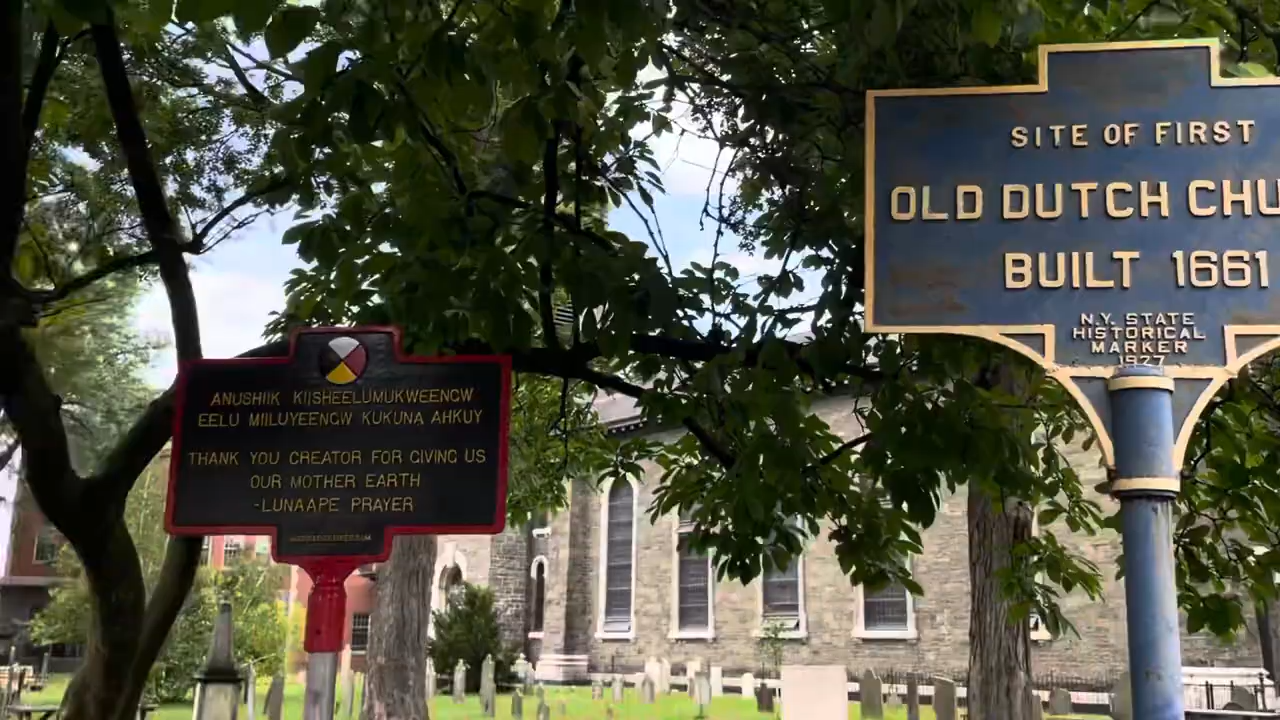 ANUSHIIK KIISHEELUMUKWEENGW
EELU MIILUYEENGW KUKUNA AHKUY
THANK YOU CREATOR FOR GIVING US
OUR MOTHER EARTH
-LUNAAPE PRAYER
SITE OF FIRST
OLD DUTCH CHU
BUILT 1661
N.Y. STATE
HISTORICAL
MARKER
1927